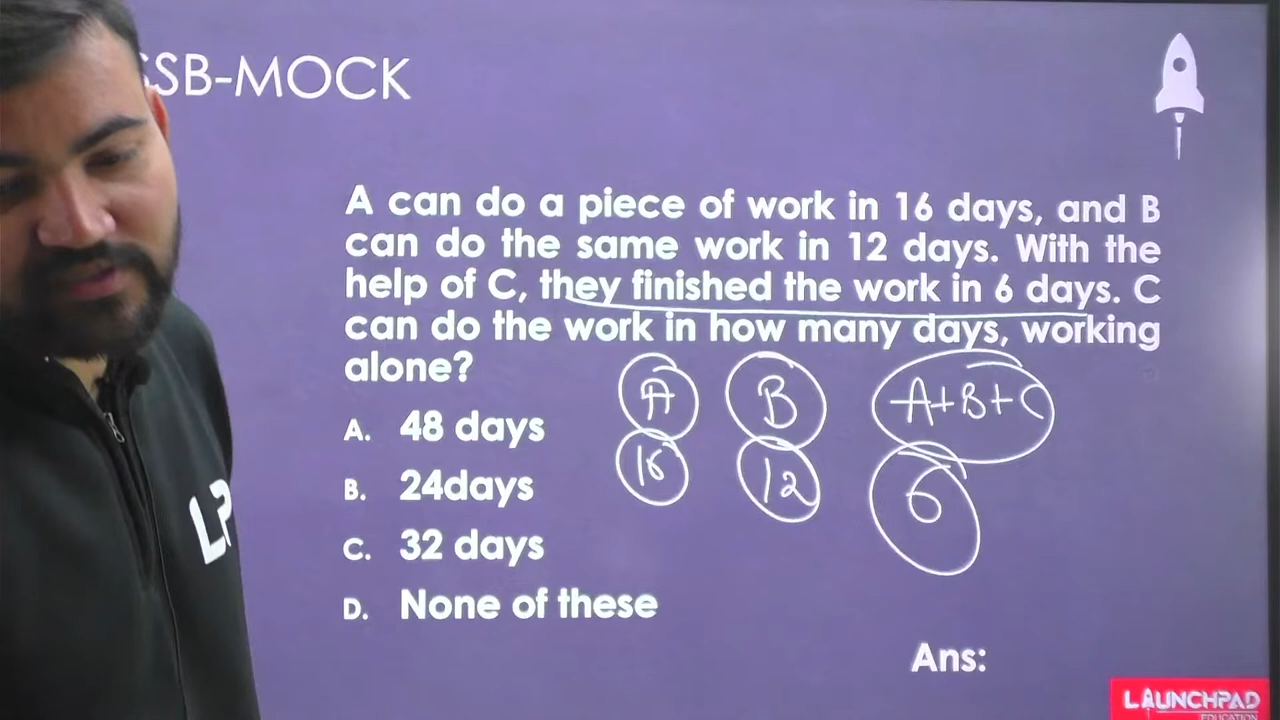 SSB-MOCK
A can do a piece of work in 16 days, and B
can do the same work in 12 days. With the
help of C, they finished the work in 6 days. C
can do the work in how many days, working
alone?
A B A+B+C
16 12 6
A. 48 days
B. 24days
C. 32 days
D. None of these
Ans:
LP
LAUNCHPAD
EDUCATION